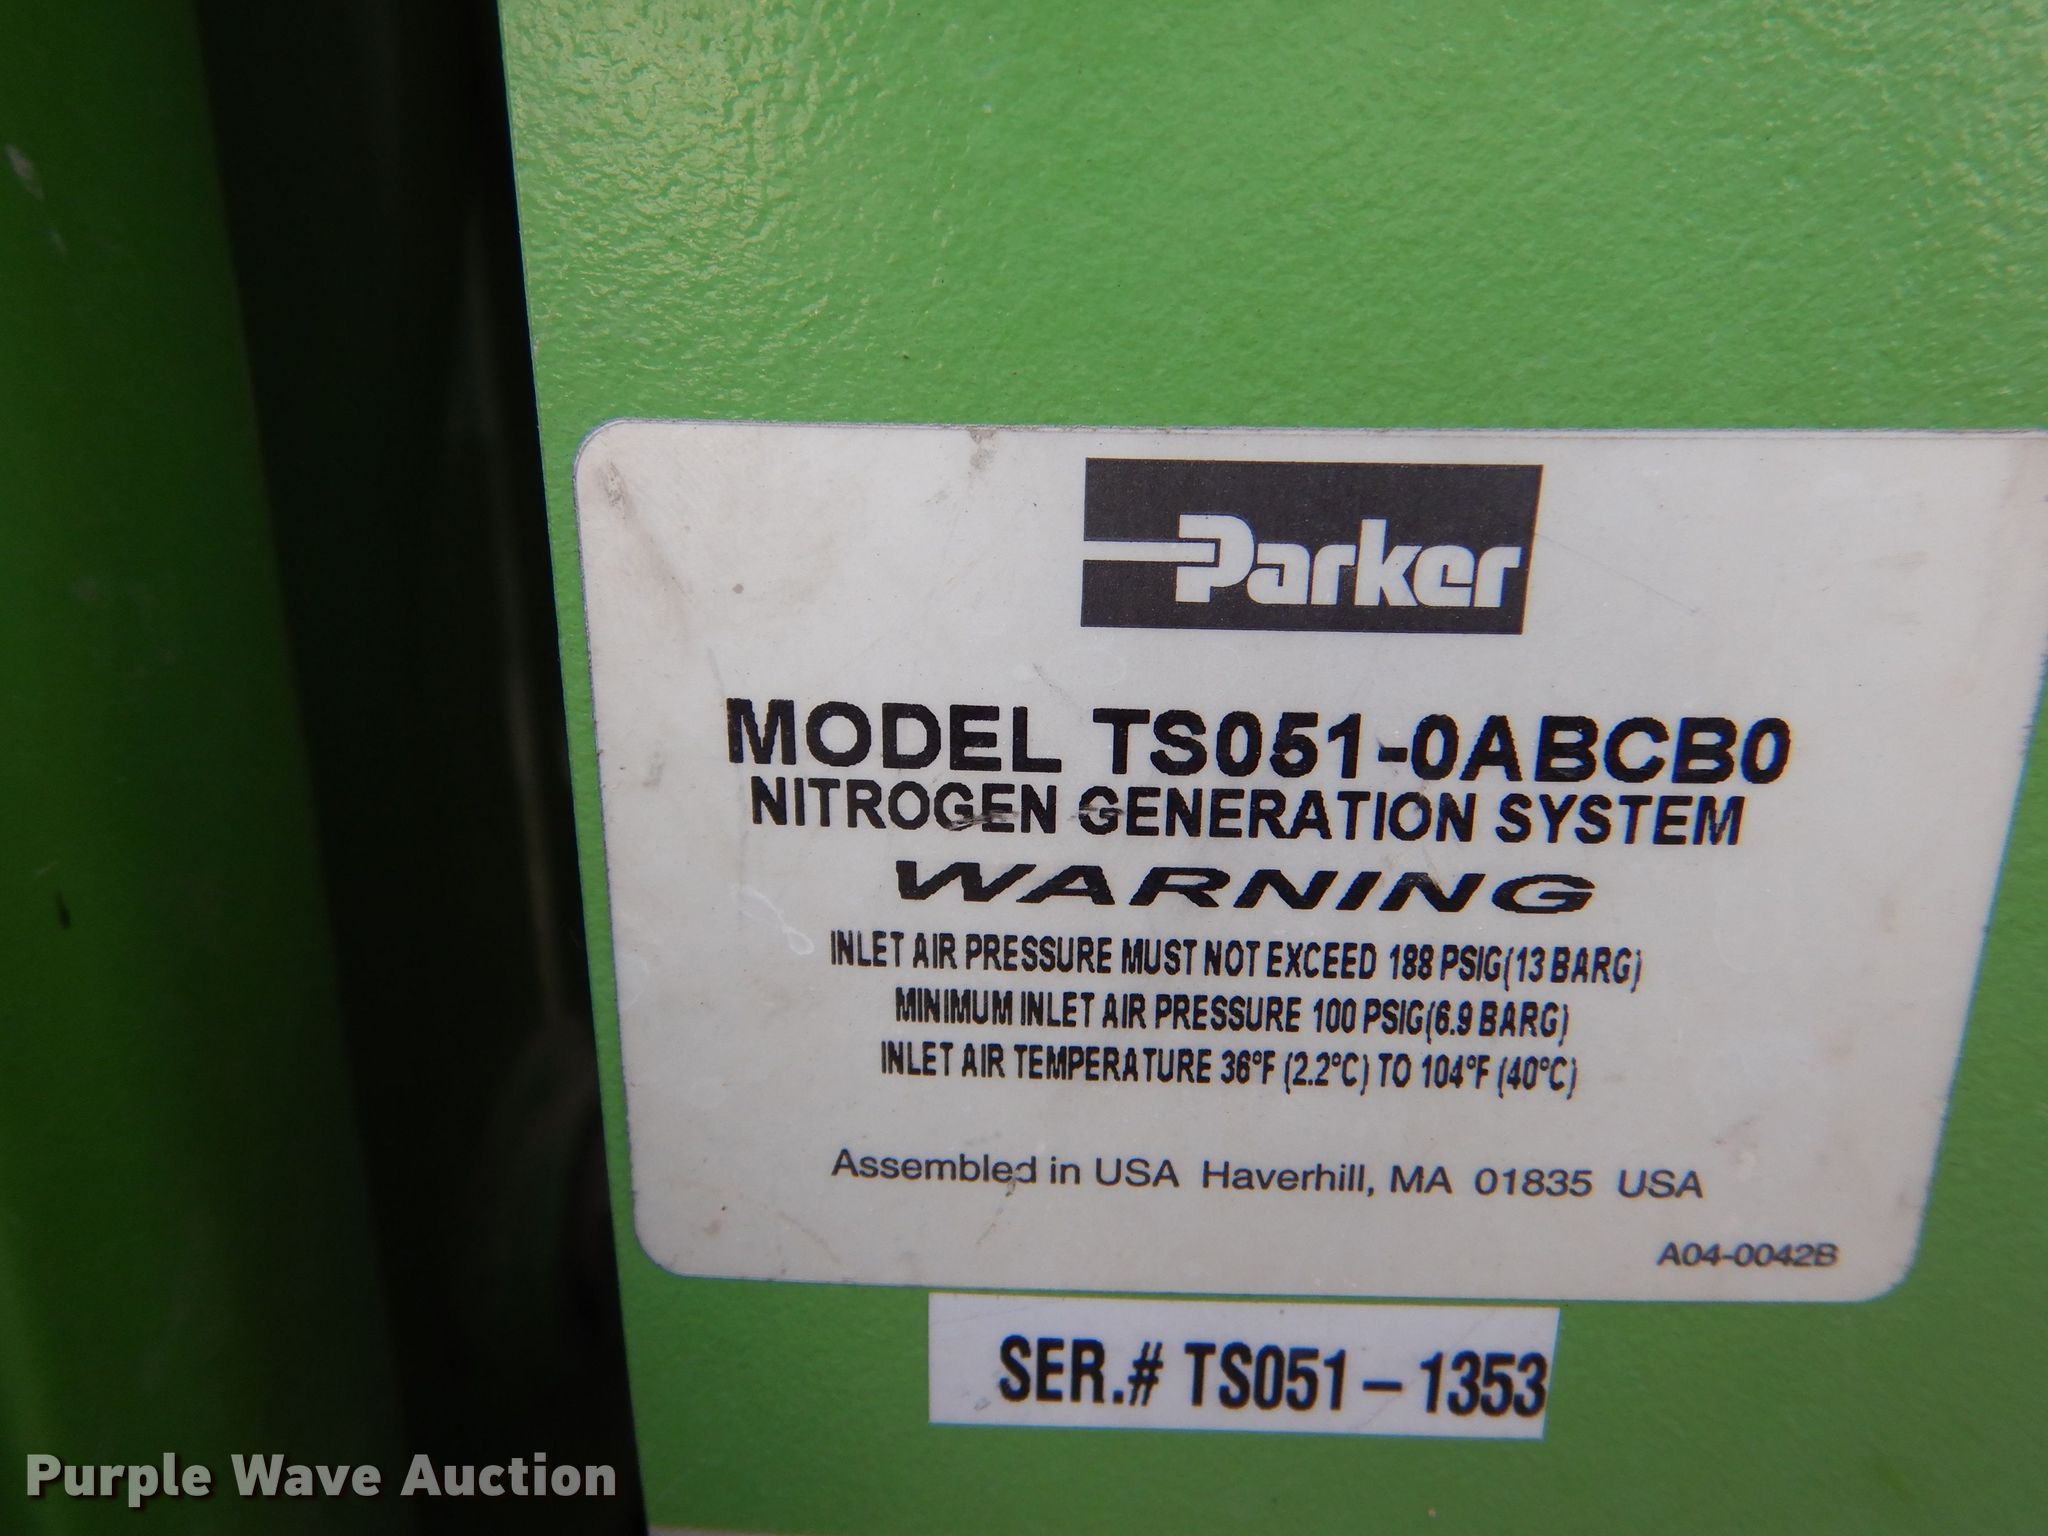 Parker
MODEL TS051-0ABCB0
NITROGEN GENERATION SYSTEM
WARNING
INLET AIR PRESSURE MUST NOT EXCEED 188 PSIG(13 BARG)
MINIMUM INLET AIR PRESSURE 100 PSIG(6.9 BARG)
INLET AIR TEMPERATURE 36°F (2.2°C) TO 104°F (40°C)
Assembled in USA Haverhill, MA 01835 USA
A04-0042B
SER.# TS051-1353
Purple Wave Auction